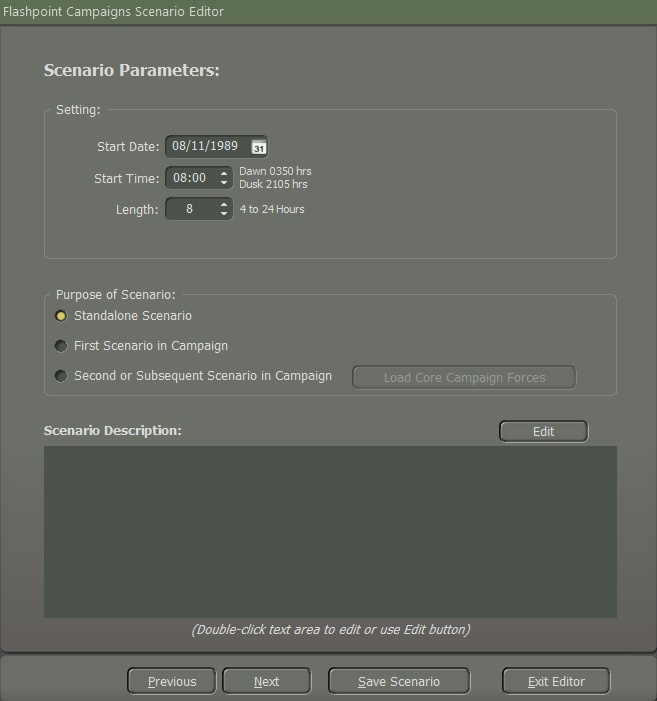 Flashpoint Campaigns Scenario Editor
Scenario Parameters:
Setting:
Start Date: 08/11/1989 31
Start Time: 08:00 Dawn 0350 hrs
Dusk 2105 hrs
Length: 8 4 to 24 Hours
Purpose of Scenario:
Standalone Scenario
First Scenario in Campaign
Second or Subsequent Scenario in Campaign Load Core Campaign Forces
Scenario Description: Edit
(Double-click text area to edit or use Edit button)
Previous Next Save Scenario Exit Editor